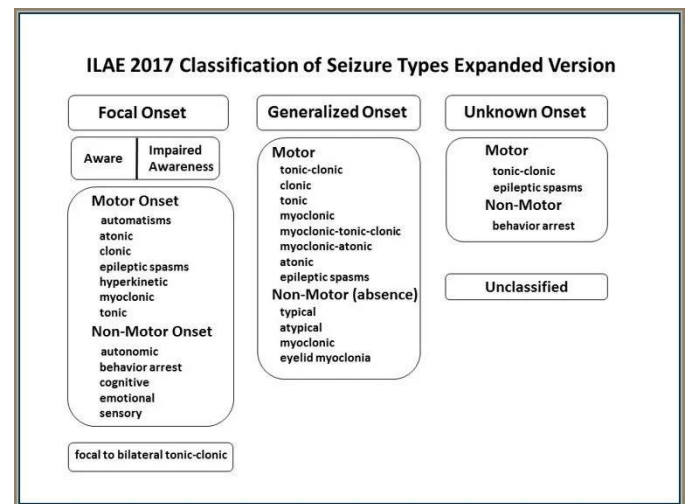 ILAE 2017 Classification of Seizure Types Expanded Version
Focal Onset
Aware
Impaired
Awareness
Motor Onset
automatisms
atonic
clonic
epileptic spasms
hyperkinetic
myoclonic
tonic
Non-Motor Onset
autonomic
behavior arrest
cognitive
emotional
sensory
focal to bilateral tonic-clonic
Generalized Onset
Motor
tonic-clonic
clonic
tonic
myoclonic
myoclonic-tonic-clonic
myoclonic-atonic
atonic
epileptic spasms
Non-Motor (absence)
typical
atypical
myoclonic
eyelid myoclonia
Unknown Onset
Motor
tonic-clonic
epileptic spasms
Non-Motor
behavior arrest
Unclassified